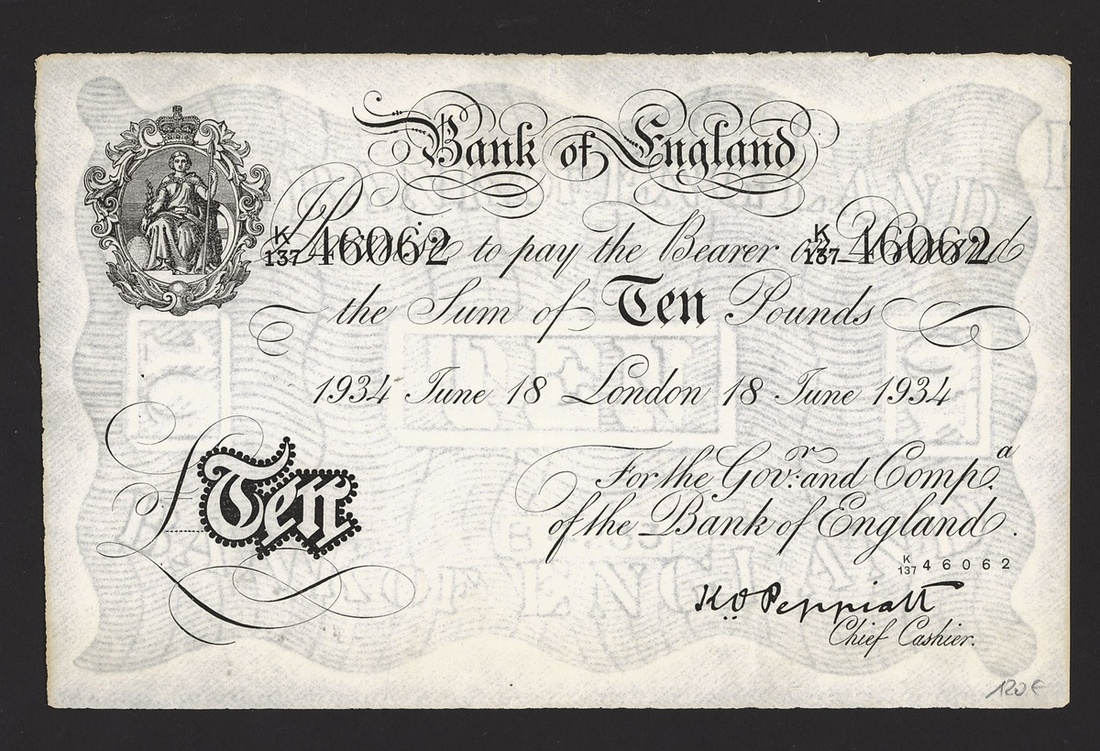 Bank of England
I Promise to pay the Bearer on Demand
K/137 46062 K/137 46062
the Sum of Ten Pounds
1934 June 18 London 18 June 1934
For the Govr: and Compa.
£Ten
of the Bank of England.
K/137 46062
K.O. Peppiatt
Chief Cashier.
120 €